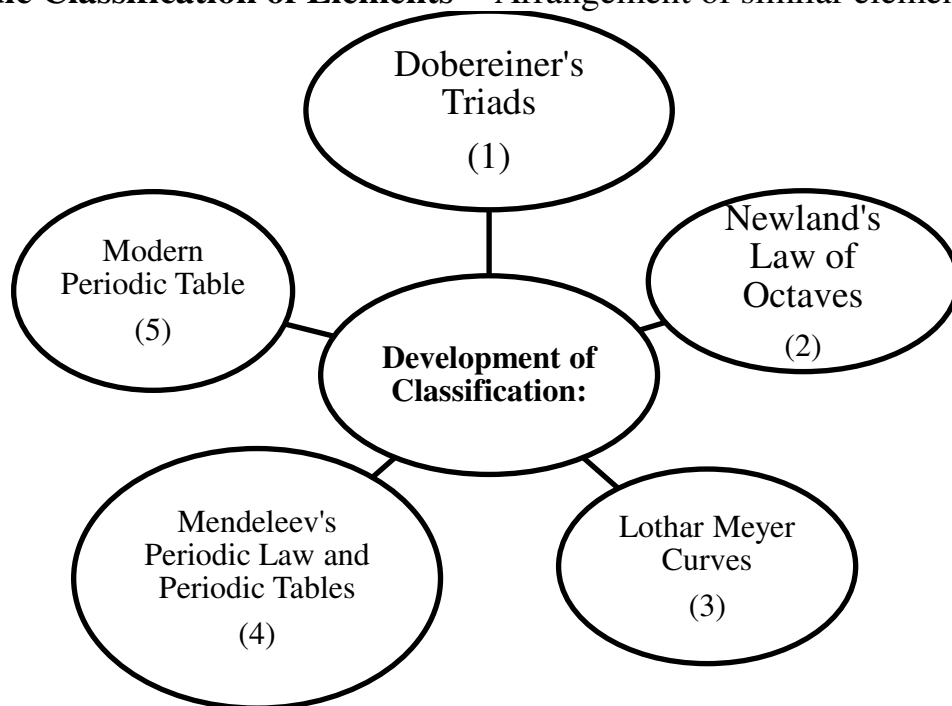 Classification of Elements – Arrangement of similar elemen
Dobereiner's
Triads
(1)
Newland's
Law of
Octaves
(2)
Modern
Periodic Table
(5)
Development of
Classification:
Mendeleev's
Periodic Law and
Periodic Tables
(4)
Lothar Meyer
Curves
(3)